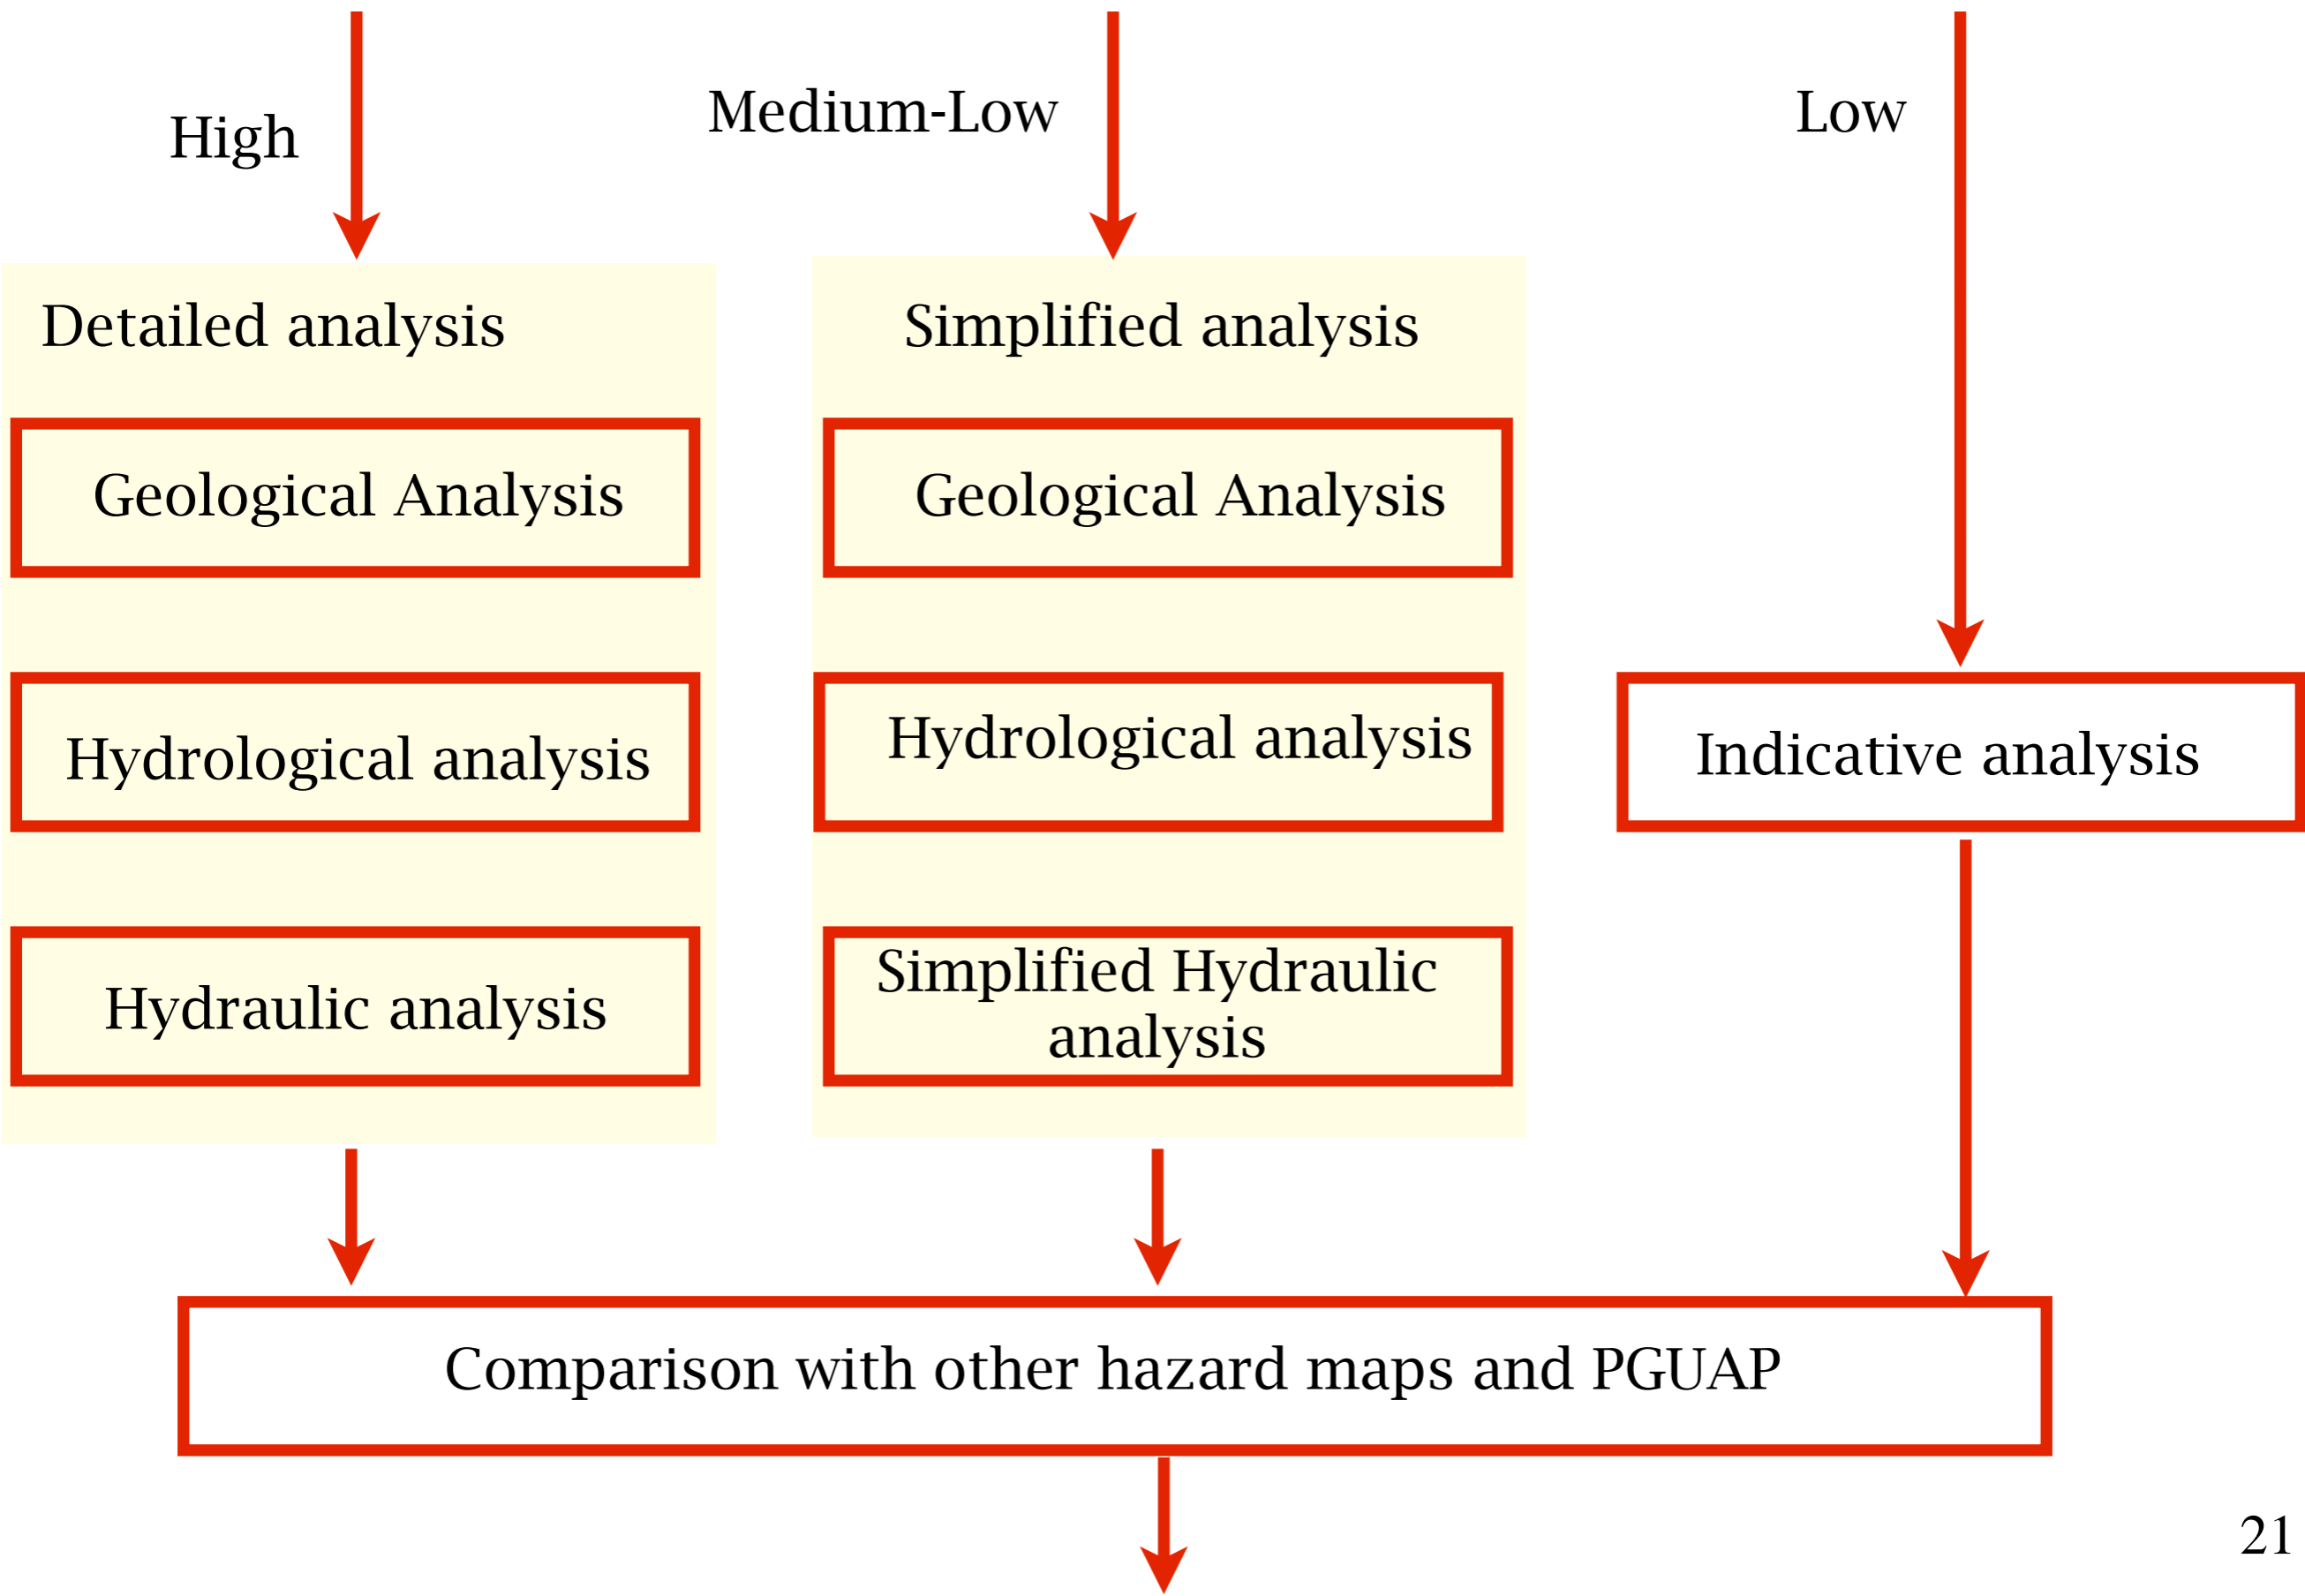 High
Medium-Low
Low
Detailed analysis
Simplified analysis
Geological Analysis
Geological Analysis
Hydrological analysis
Hydrological analysis
Indicative analysis
Hydraulic analysis
Simplified Hydraulic
analysis
Comparison with other hazard maps and PGUAP
21